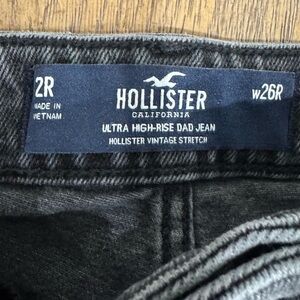 2R
MADE IN
VIETNAM
HOLLISTER
CALIFORNIA
ULTRA HIGH-RISE DAD JEAN
HOLLISTER VINTAGE STRETCH
W26R